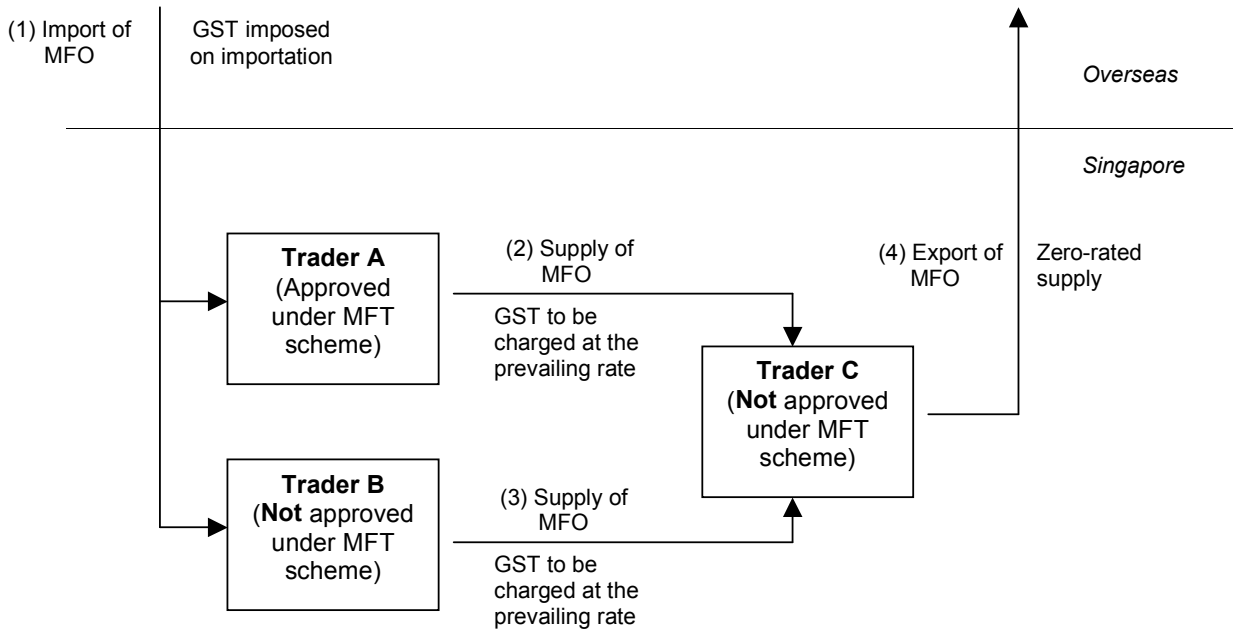 (1) Import of
MFO
GST imposed
on importation
Overseas
Singapore
Trader A
(Approved
under MFT
scheme)
(2) Supply of
MFO
GST to be
charged at the
prevailing rate
(4) Export of
MFO
Zero-rated
supply
Trader C
(Not approved
under MFT
scheme)
Trader B
(Not approved
under MFT
scheme)
(3) Supply of
MFO
GST to be
charged at the
prevailing rate